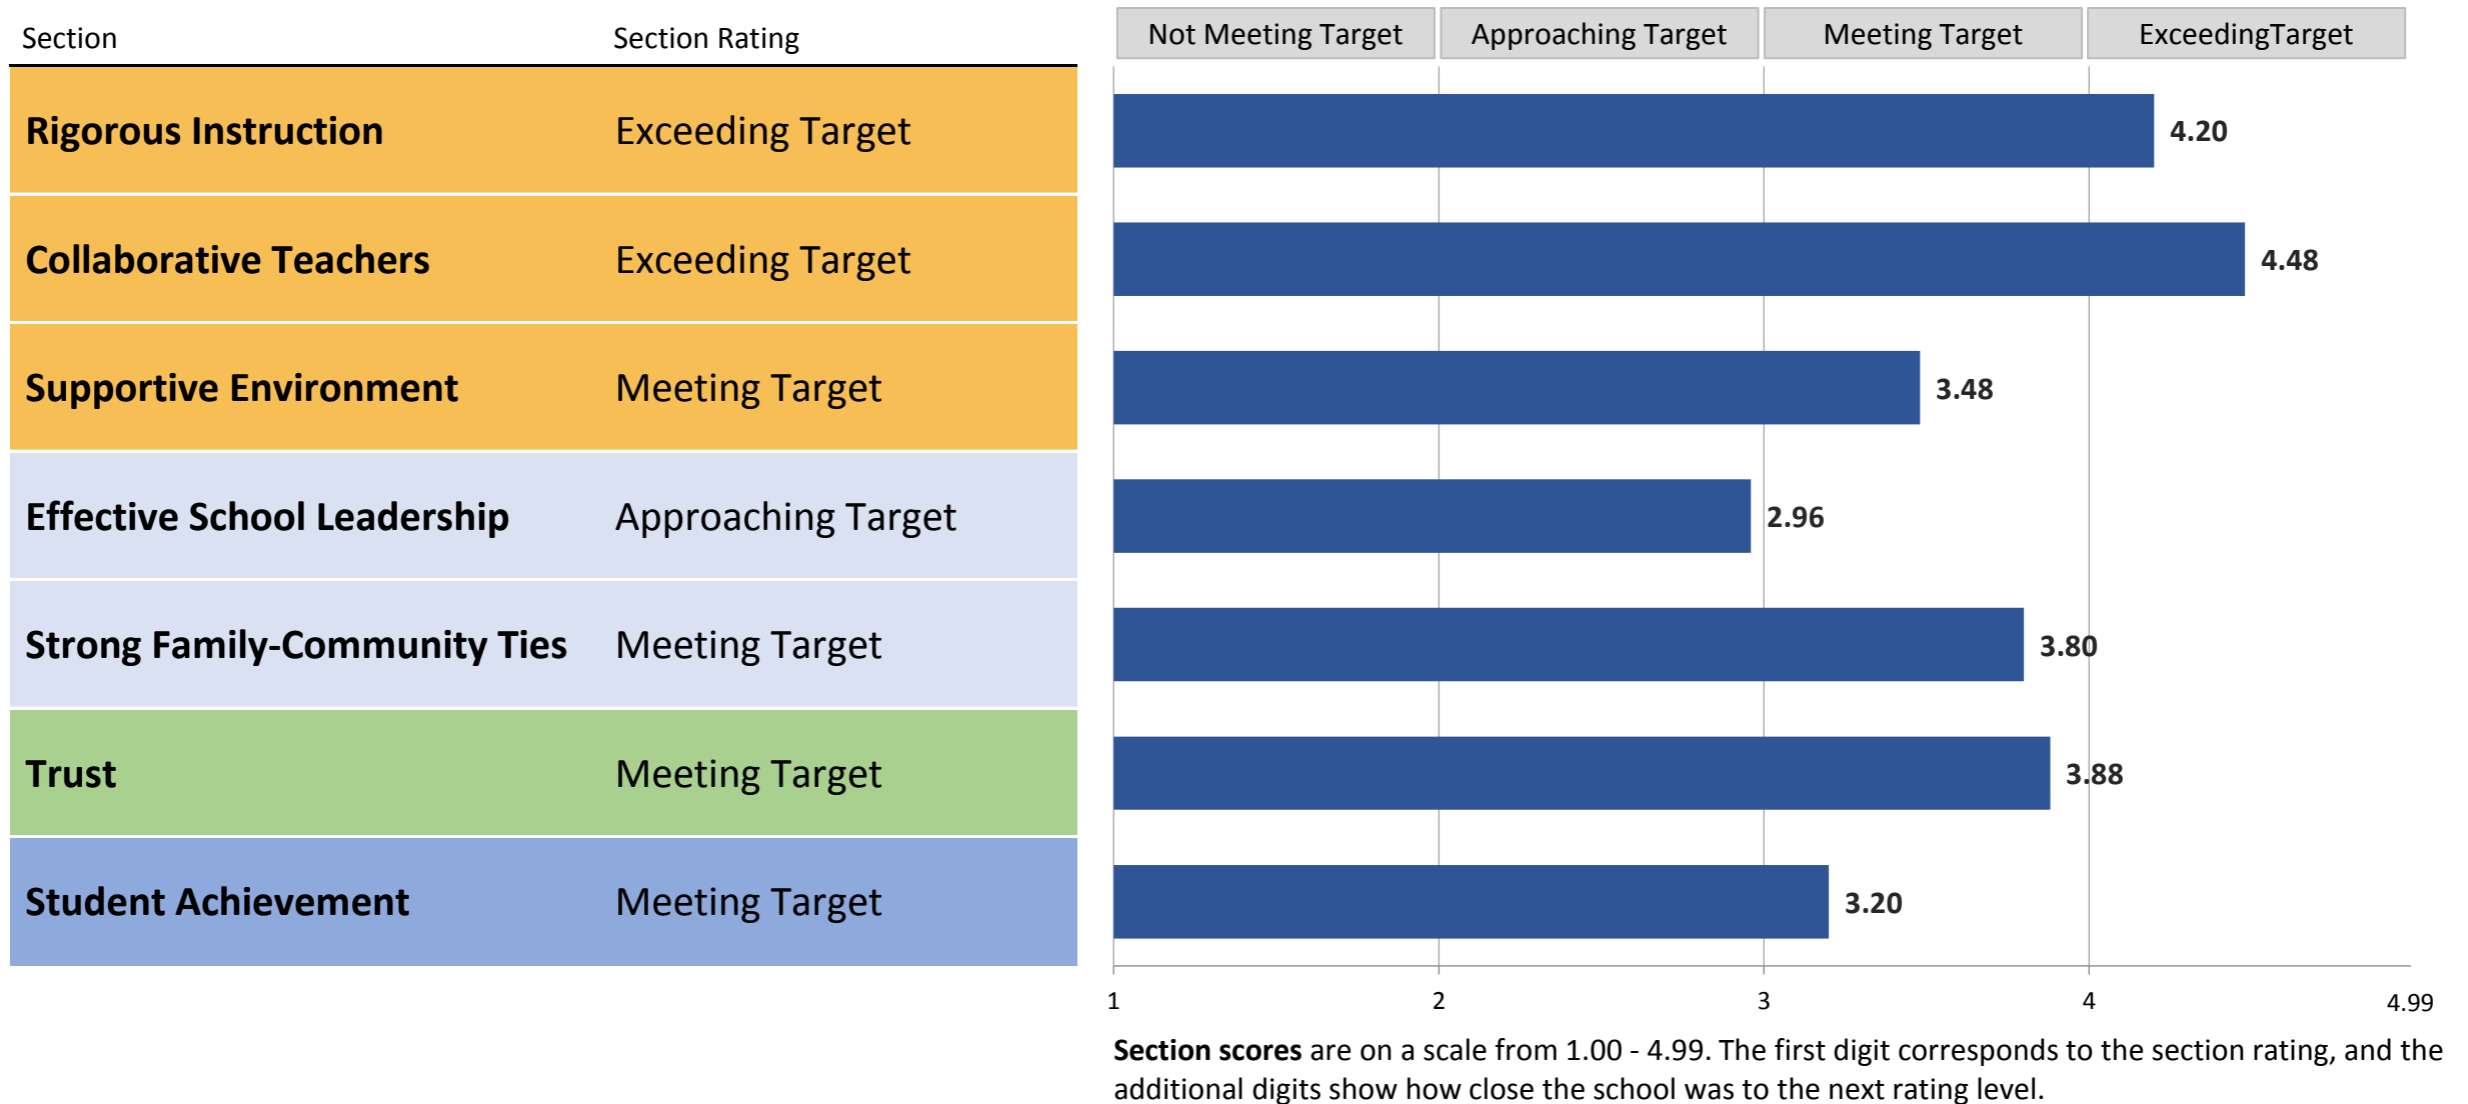 Section Section Rating Not Meeting Target Approaching Target Meeting Target ExceedingTarget
Rigorous Instruction Exceeding Target 4.20
Collaborative Teachers Exceeding Target 4.48
Supportive Environment Meeting Target 3.48
Effective School Leadership Approaching Target 2.96
Strong Family-Community Ties Meeting Target 3.80
Trust Meeting Target 3.88
Student Achievement Meeting Target 3.20
1 2 3 4 4.99
Section scores are on a scale from 1.00 - 4.99. The first digit corresponds to the section rating, and the
additional digits show how close the school was to the next rating level.